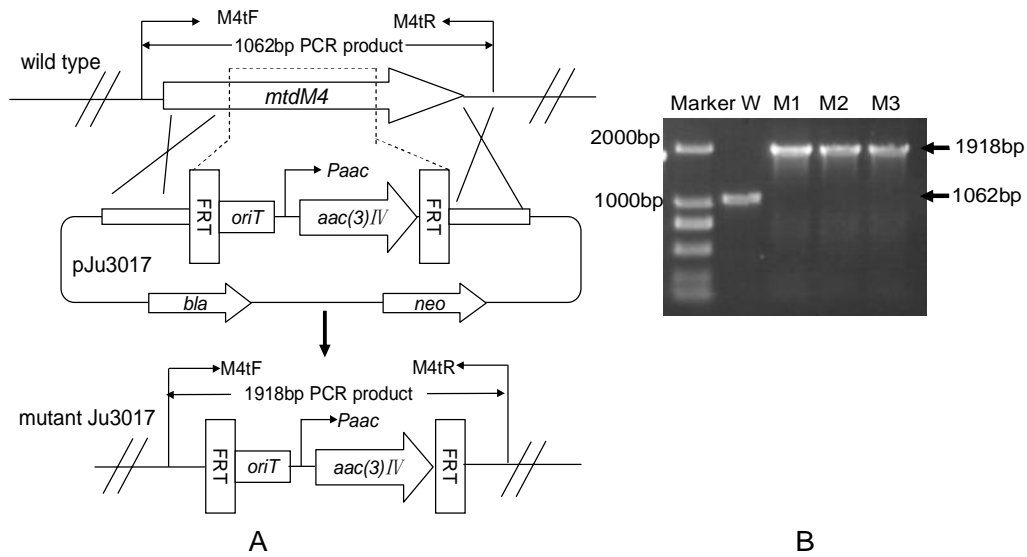 M4tF
M4tR
1062bp PCR product
wild type
mtdM4
Paac
FRT
oriT
aac(3)IV
FRT
pJu3017
bla
neo
M4tF
M4tR
1918bp PCR product
mutant Ju3017
Paac
FRT
oriT
aac(3)IV
FRT
A
Marker W M1 M2 M3
2000bp
1918bp
1000bp
1062bp
B